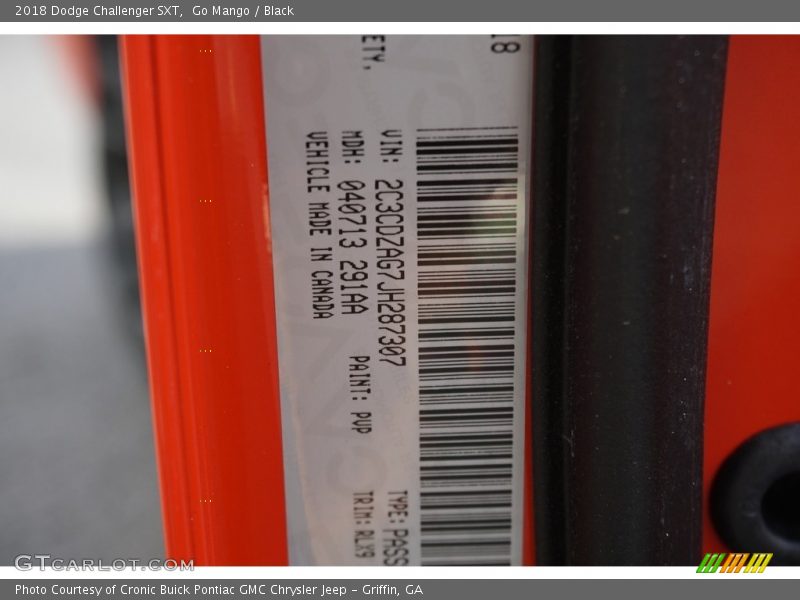 2018 Dodge Challenger SXT,  Go Mango / Black
18
ETY,
VIN: 2C3CDZAG7JH287307 TYPE: PASS
MDH: 040713 291AA PAINT: PVP TRIM: RLX9
VEHICLE MADE IN CANADA
GTCARLOT.COM
Photo Courtesy of Cronic Buick Pontiac GMC Chrysler Jeep – Griffin, GA